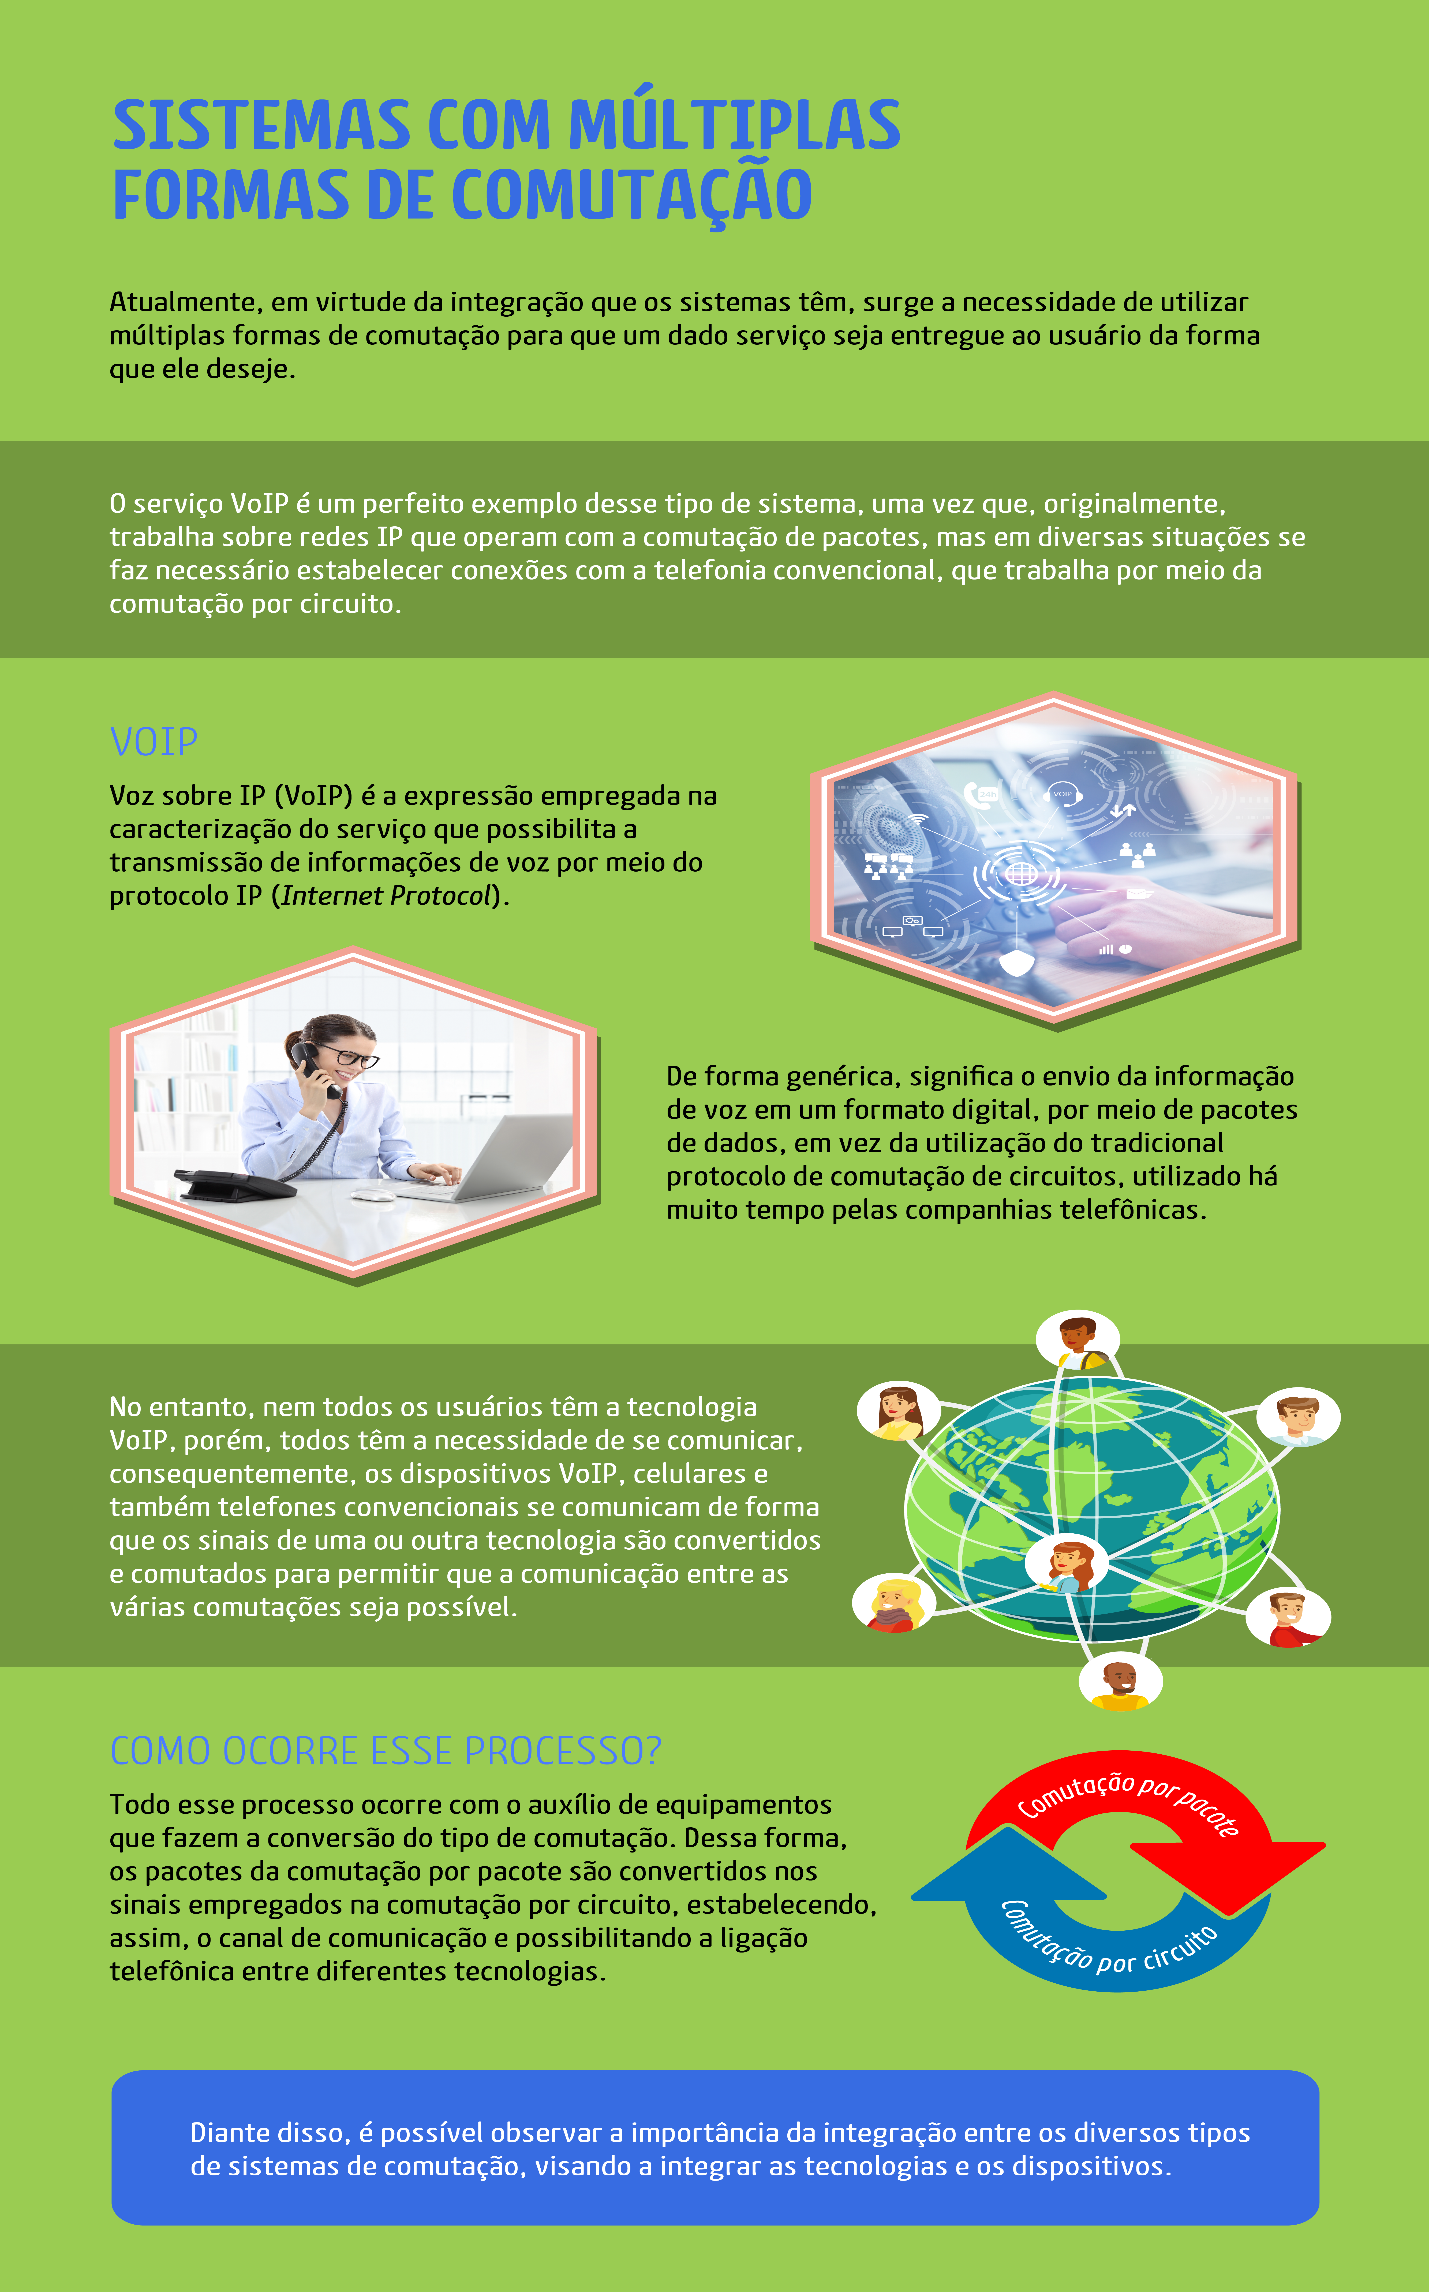 SISTEMAS COM MÚLTIPLAS
FORMAS DE COMUTAÇÃO
Atualmente, em virtude da integração que os sistemas têm, surge a necessidade de utilizar
múltiplas formas de comutação para que um dado serviço seja entregue ao usuário da forma
que ele deseje.
O serviço VoIP é um perfeito exemplo desse tipo de sistema, uma vez que, originalmente,
trabalha sobre redes IP que operam com a comutação de pacotes, mas em diversas situações se
faz necessário estabelecer conexões com a telefonia convencional, que trabalha por meio da
comutação por circuito.
VOIP
Voz sobre IP (VoIP) é a expressão empregada na
caracterização do serviço que possibilita a
transmissão de informações de voz por meio do
protocolo IP (Internet Protocol).
24h
VOIP
De forma genérica, significa o envio da informação
de voz em um formato digital, por meio de pacotes
de dados, em vez da utilização do tradicional
protocolo de comutação de circuitos, utilizado há
muito tempo pelas companhias telefônicas.
No entanto, nem todos os usuários têm a tecnologia
VoIP, porém, todos têm a necessidade de se comunicar,
consequentemente, os dispositivos VoIP, celulares e
também telefones convencionais se comunicam de forma
que os sinais de uma ou outra tecnologia são convertidos
e comutados para permitir que a comunicação entre as
várias comutações seja possível.
COMO OCORRE ESSE PROCESSO?
Todo esse processo ocorre com o auxílio de equipamentos
que fazem a conversão do tipo de comutação. Dessa forma,
os pacotes da comutação por pacote são convertidos nos
sinais empregados na comutação por circuito, estabelecendo,
assim, o canal de comunicação e possibilitando a ligação
telefônica entre diferentes tecnologias.
Comutação por pacote
Comutação por circuito
Diante disso, é possível observar a importância da integração entre os diversos tipos
de sistemas de comutação, visando a integrar as tecnologias e os dispositivos.